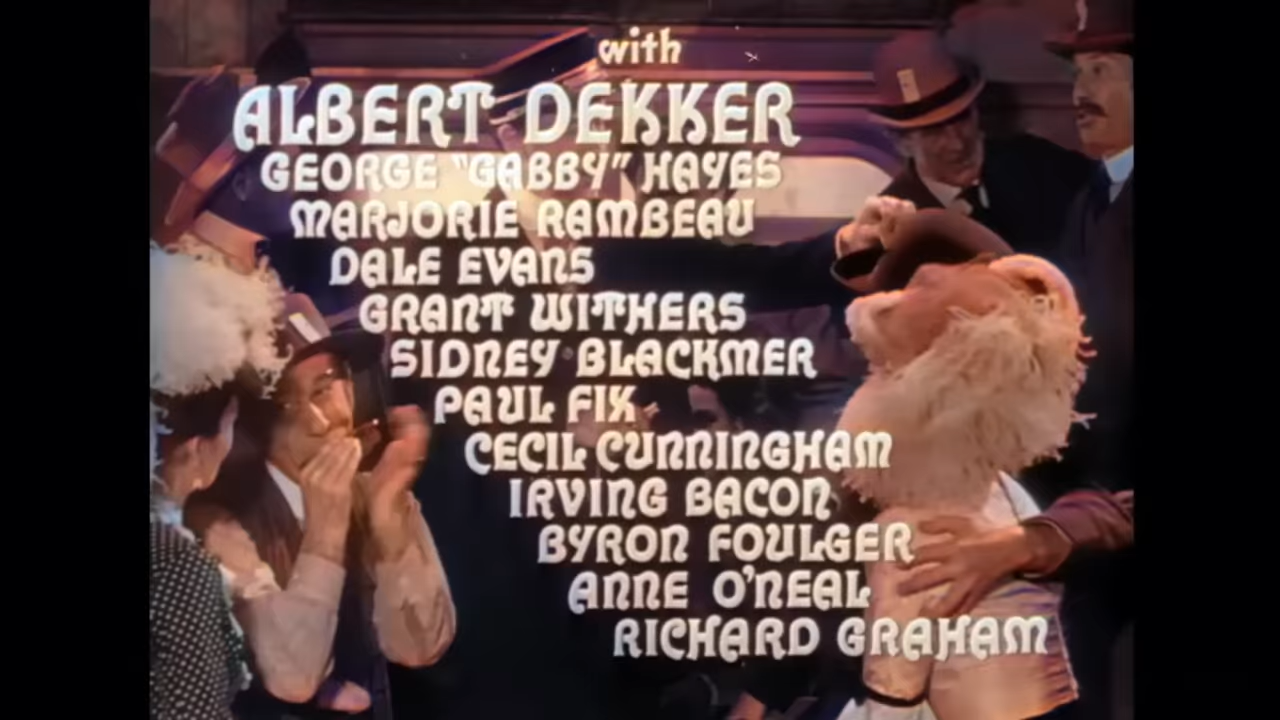 with
ALBERT DEKKER
GEORGE "GABBY" HAYES
MARJORIE RAMBEAU
DALE EVANS
GRANT WITHERS
SIDNEY BLACKMER
PAUL FIX
CECIL CUNNINGHAM
IRVING BACON
BYRON FOULGER
ANNE O'NEAL
RICHARD GRAHAM